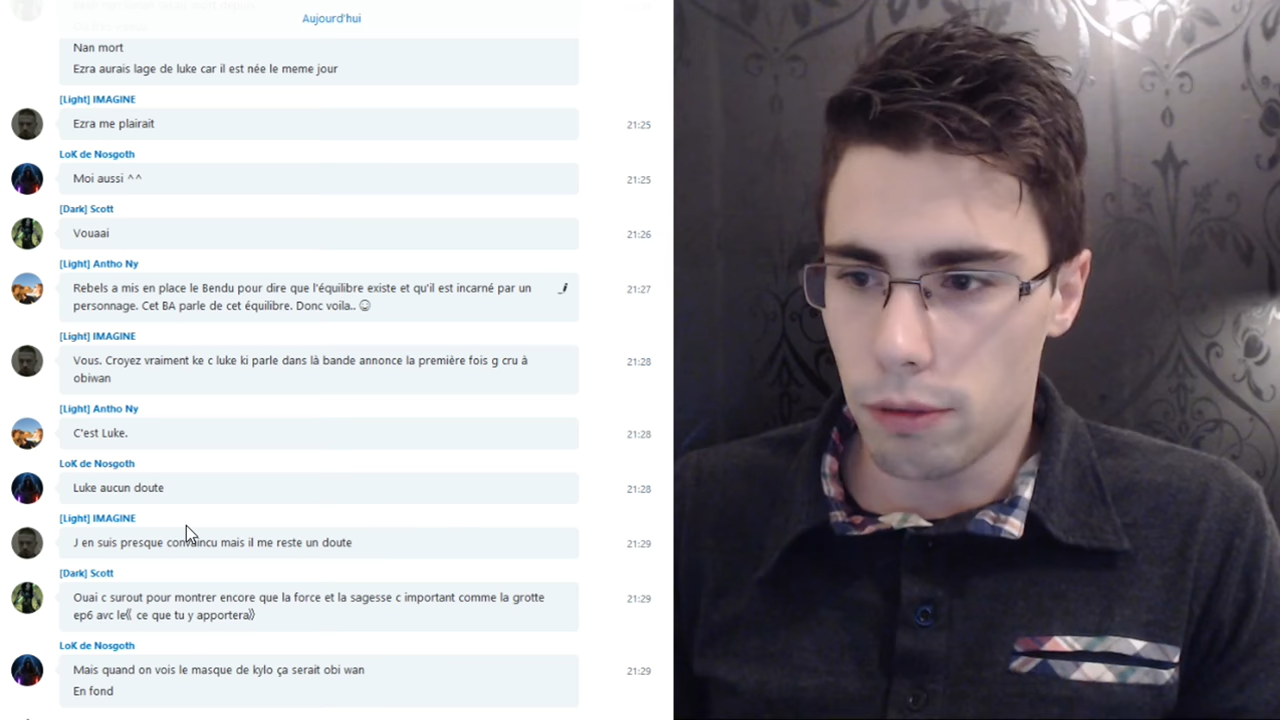 Aujourd'hui
Nan mort
Ezra aurais lage de luke car il est née le meme jour
[Light] IMAGINE
Ezra me plairait
21:25
LoK de Nosgoth
Moi aussi ^^
21:25
[Dark] Scott
Vouaai
21:26
[Light] Antho Ny
Rebels a mis en place le Bendu pour dire que l'équilibre existe et qu'il est incarné par un
personnage. Cet BA parle de cet équilibre. Donc voila..
21:27
[Light] IMAGINE
Vous. Croyez vraiment ke c luke ki parle dans là bande annonce la première fois g cru à
obiwan
21:28
[Light] Antho Ny
C'est Luke.
21:28
LoK de Nosgoth
Luke aucun doute
21:28
[Light] IMAGINE
J en suis presque convaincu mais il me reste un doute
21:29
[Dark] Scott
Ouai c surout pour montrer encore que la force et la sagesse c important comme la grotte
ep6 avc le⟪ ce que tu y apportera⟫
21:29
LoK de Nosgoth
Mais quand on vois le masque de kylo ça serait obi wan
21:29
En fond